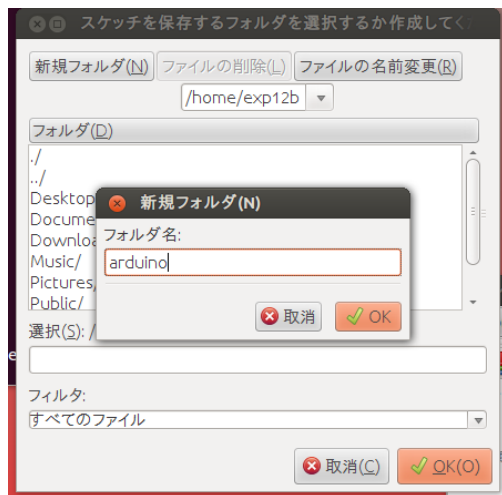 スケッチを保存するフォルダを選択するか作成して
新規フォルダ(N) ファイルの削除(L) ファイルの名前変更(R)
/home/exp12b
フォルダ(D)
./
../
Desktop
Docume
Downloa
Music/
Pictures/
Public/
新規フォルダ(N)
フォルダ名:
arduino
取消 OK
選択(S): /
フィルタ:
すべてのファイル
取消(C) OK(O)